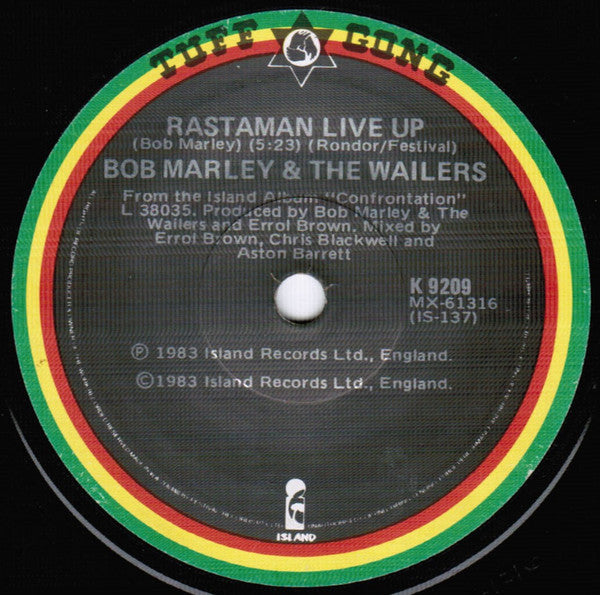 TUFF GONG
RASTAMAN LIVE UP
(Bob Marley) (5:23) (Rondor/Festival)
BOB MARLEY & THE WAILERS
From the Island Album "Confrontation"
L 38035. Produced by Bob Marley & The
Wailers and Errol Brown. Mixed by
Errol Brown, Chris Blackwell and
Aston Barrett
K 9209
MX-61316
(IS-137)
Ⓟ 1983 Island Records Ltd., England.
©1983 Island Records Ltd., England.
ISLAND